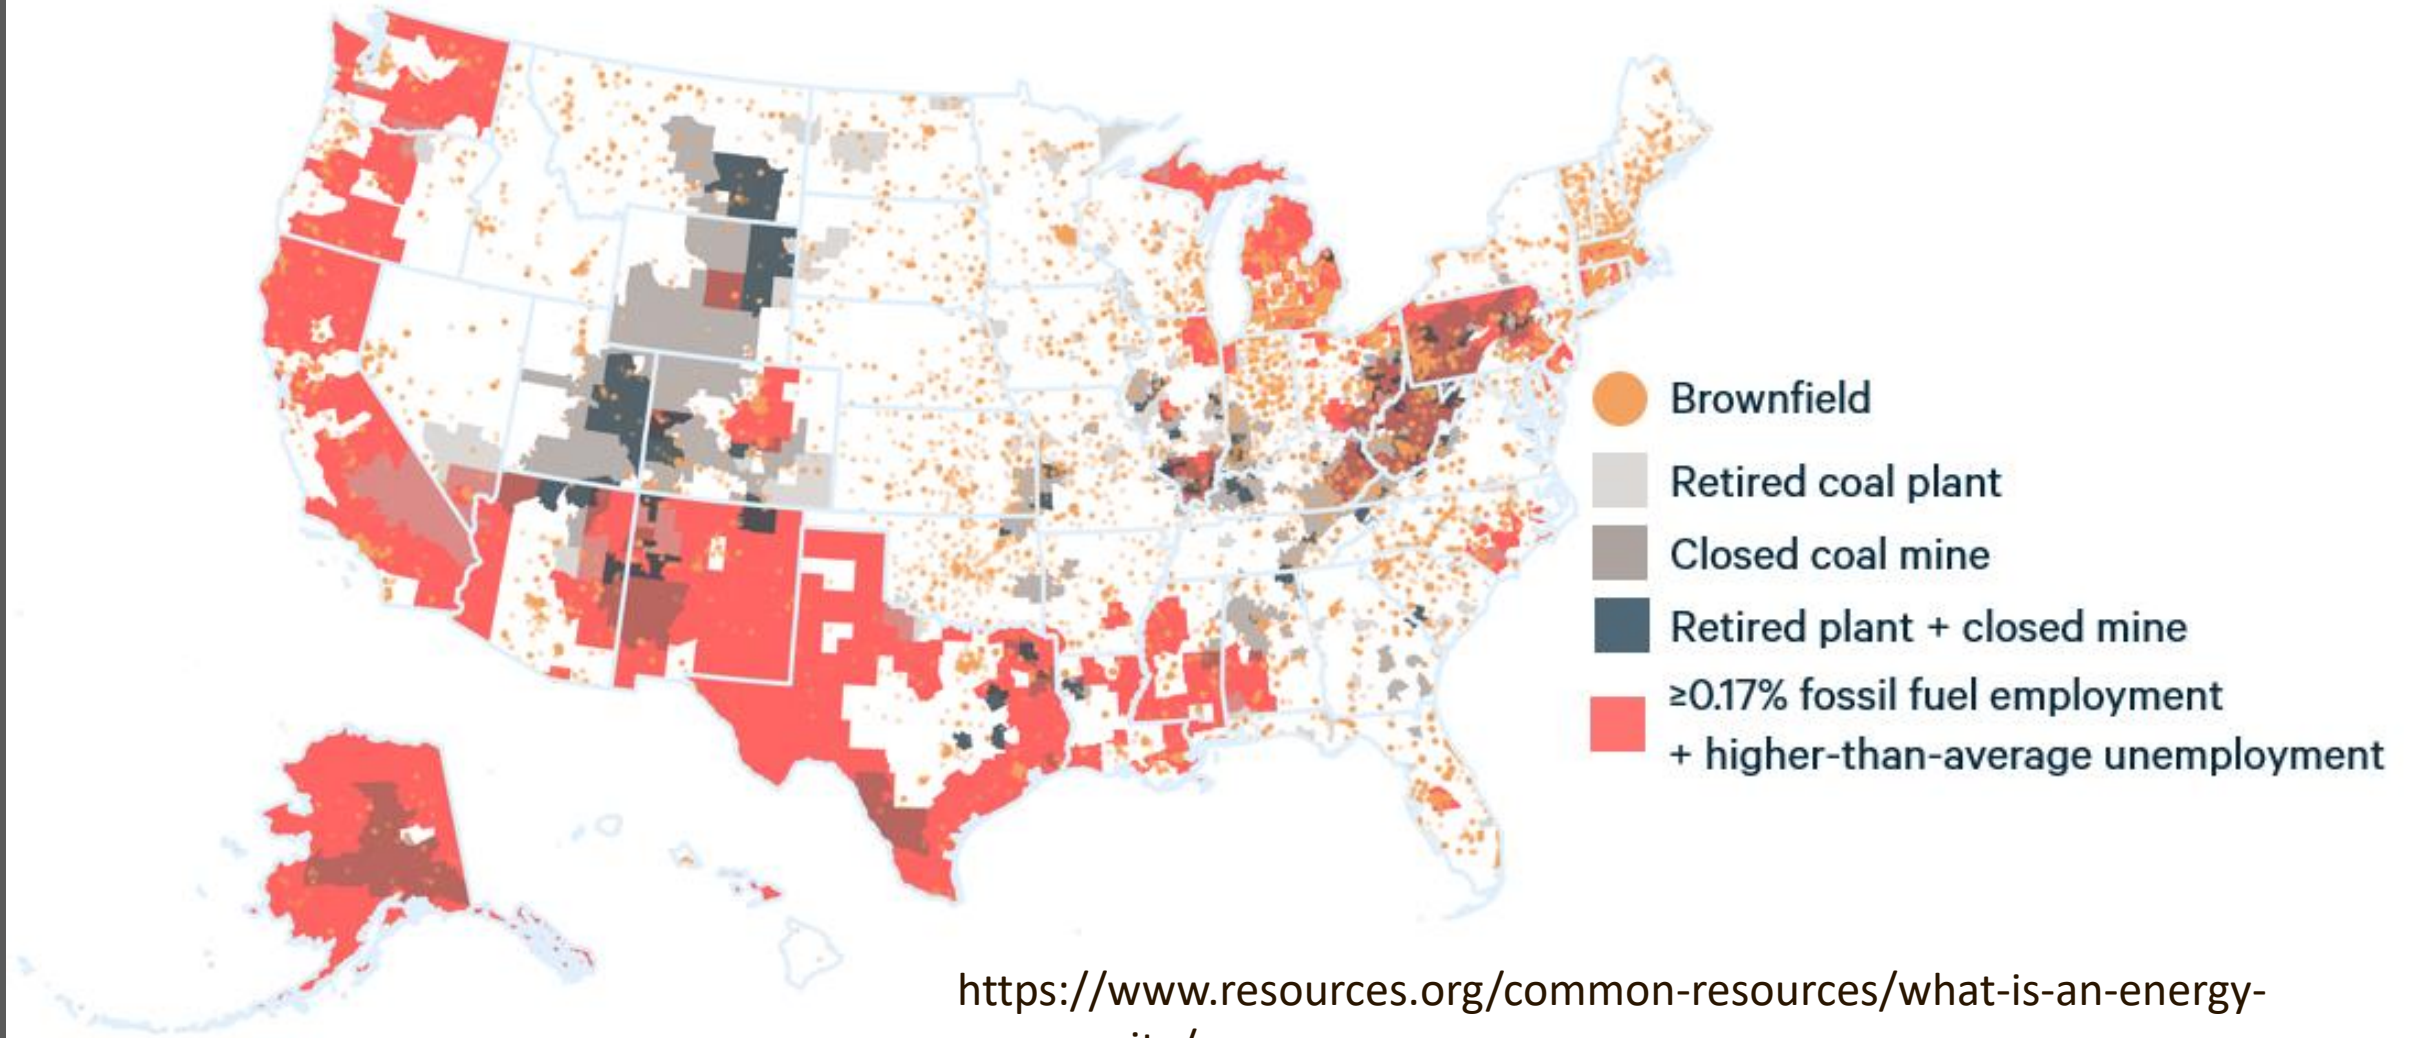 Brownfield
Retired coal plant
Closed coal mine
Retired plant + closed mine
≥0.17% fossil fuel employment
+ higher-than-average unemployment
https://www.resources.org/common-resources/what-is-an-energy-